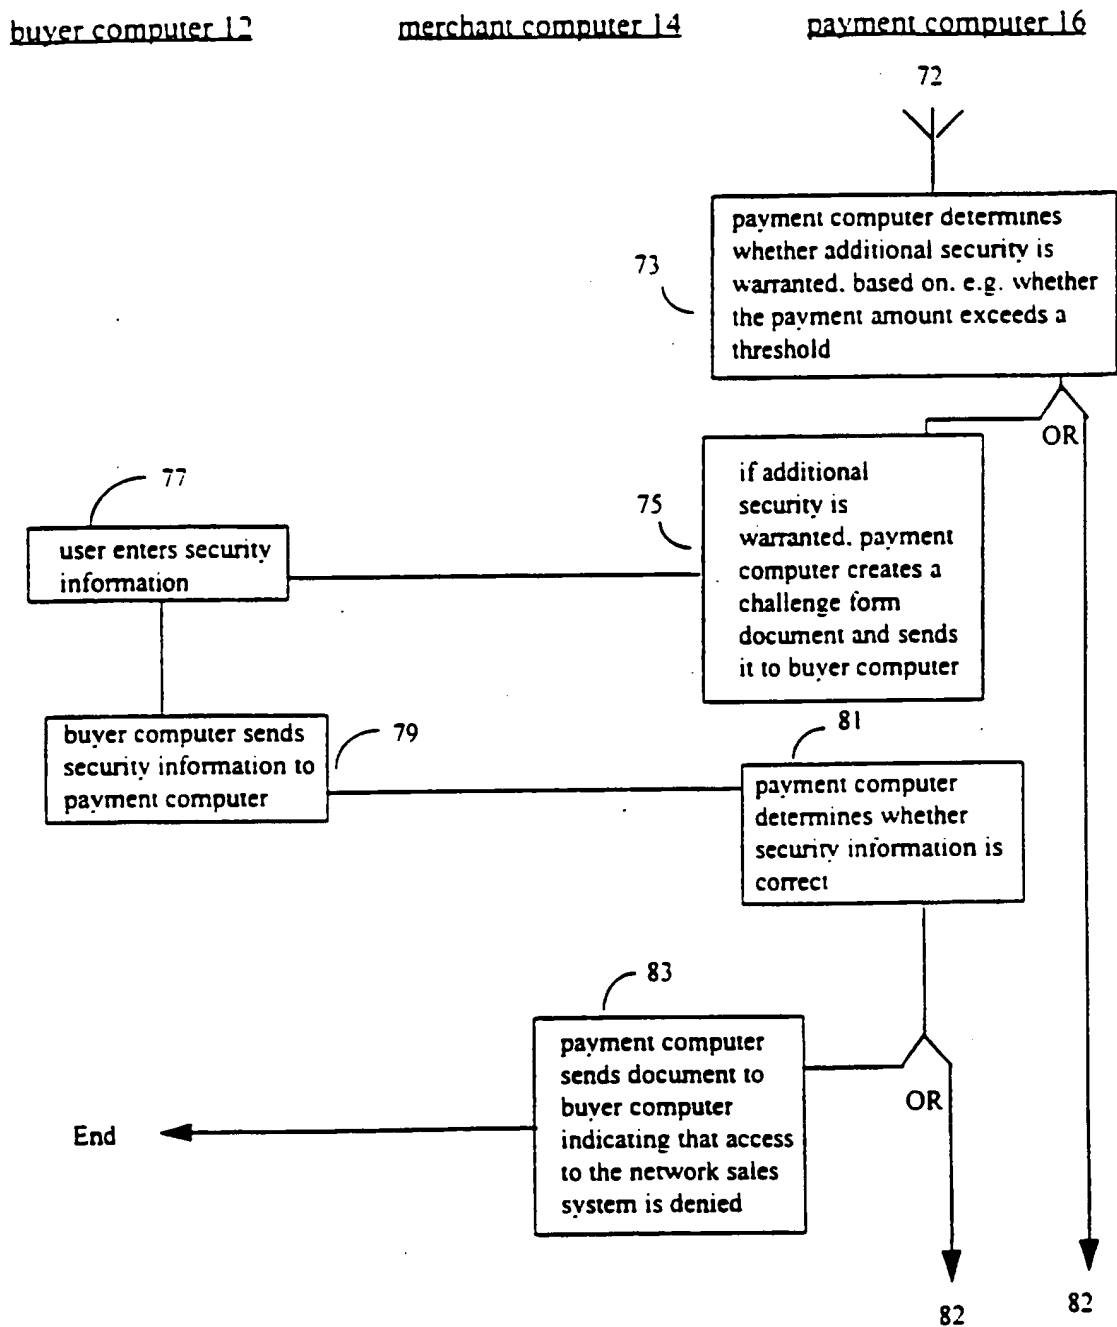 buyer computer 12
merchant computer 14
payment computer 16
72
payment computer determines
whether additional security is
warranted. based on. e.g. whether
the payment amount exceeds a
threshold
73
OR
if additional
security is
warranted. payment
computer creates a
challenge form
document and sends
it to buyer computer
75
77
user enters security
information
buyer computer sends
security information to
payment computer
79
81
payment computer
determines whether
security information is
correct
83
payment computer
sends document to
buyer computer
indicating that access
to the network sales
system is denied
OR
End
82
82